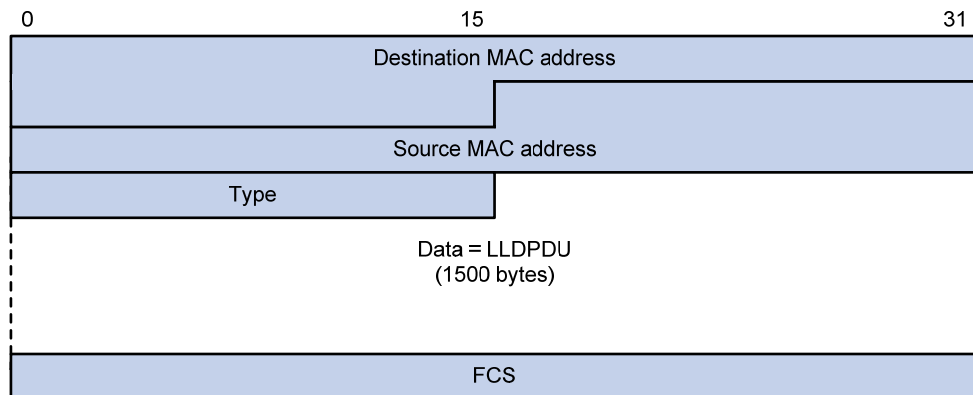 0 15 31
Destination MAC address
Source MAC address
Type
Data = LLDPDU
(1500 bytes)
FCS